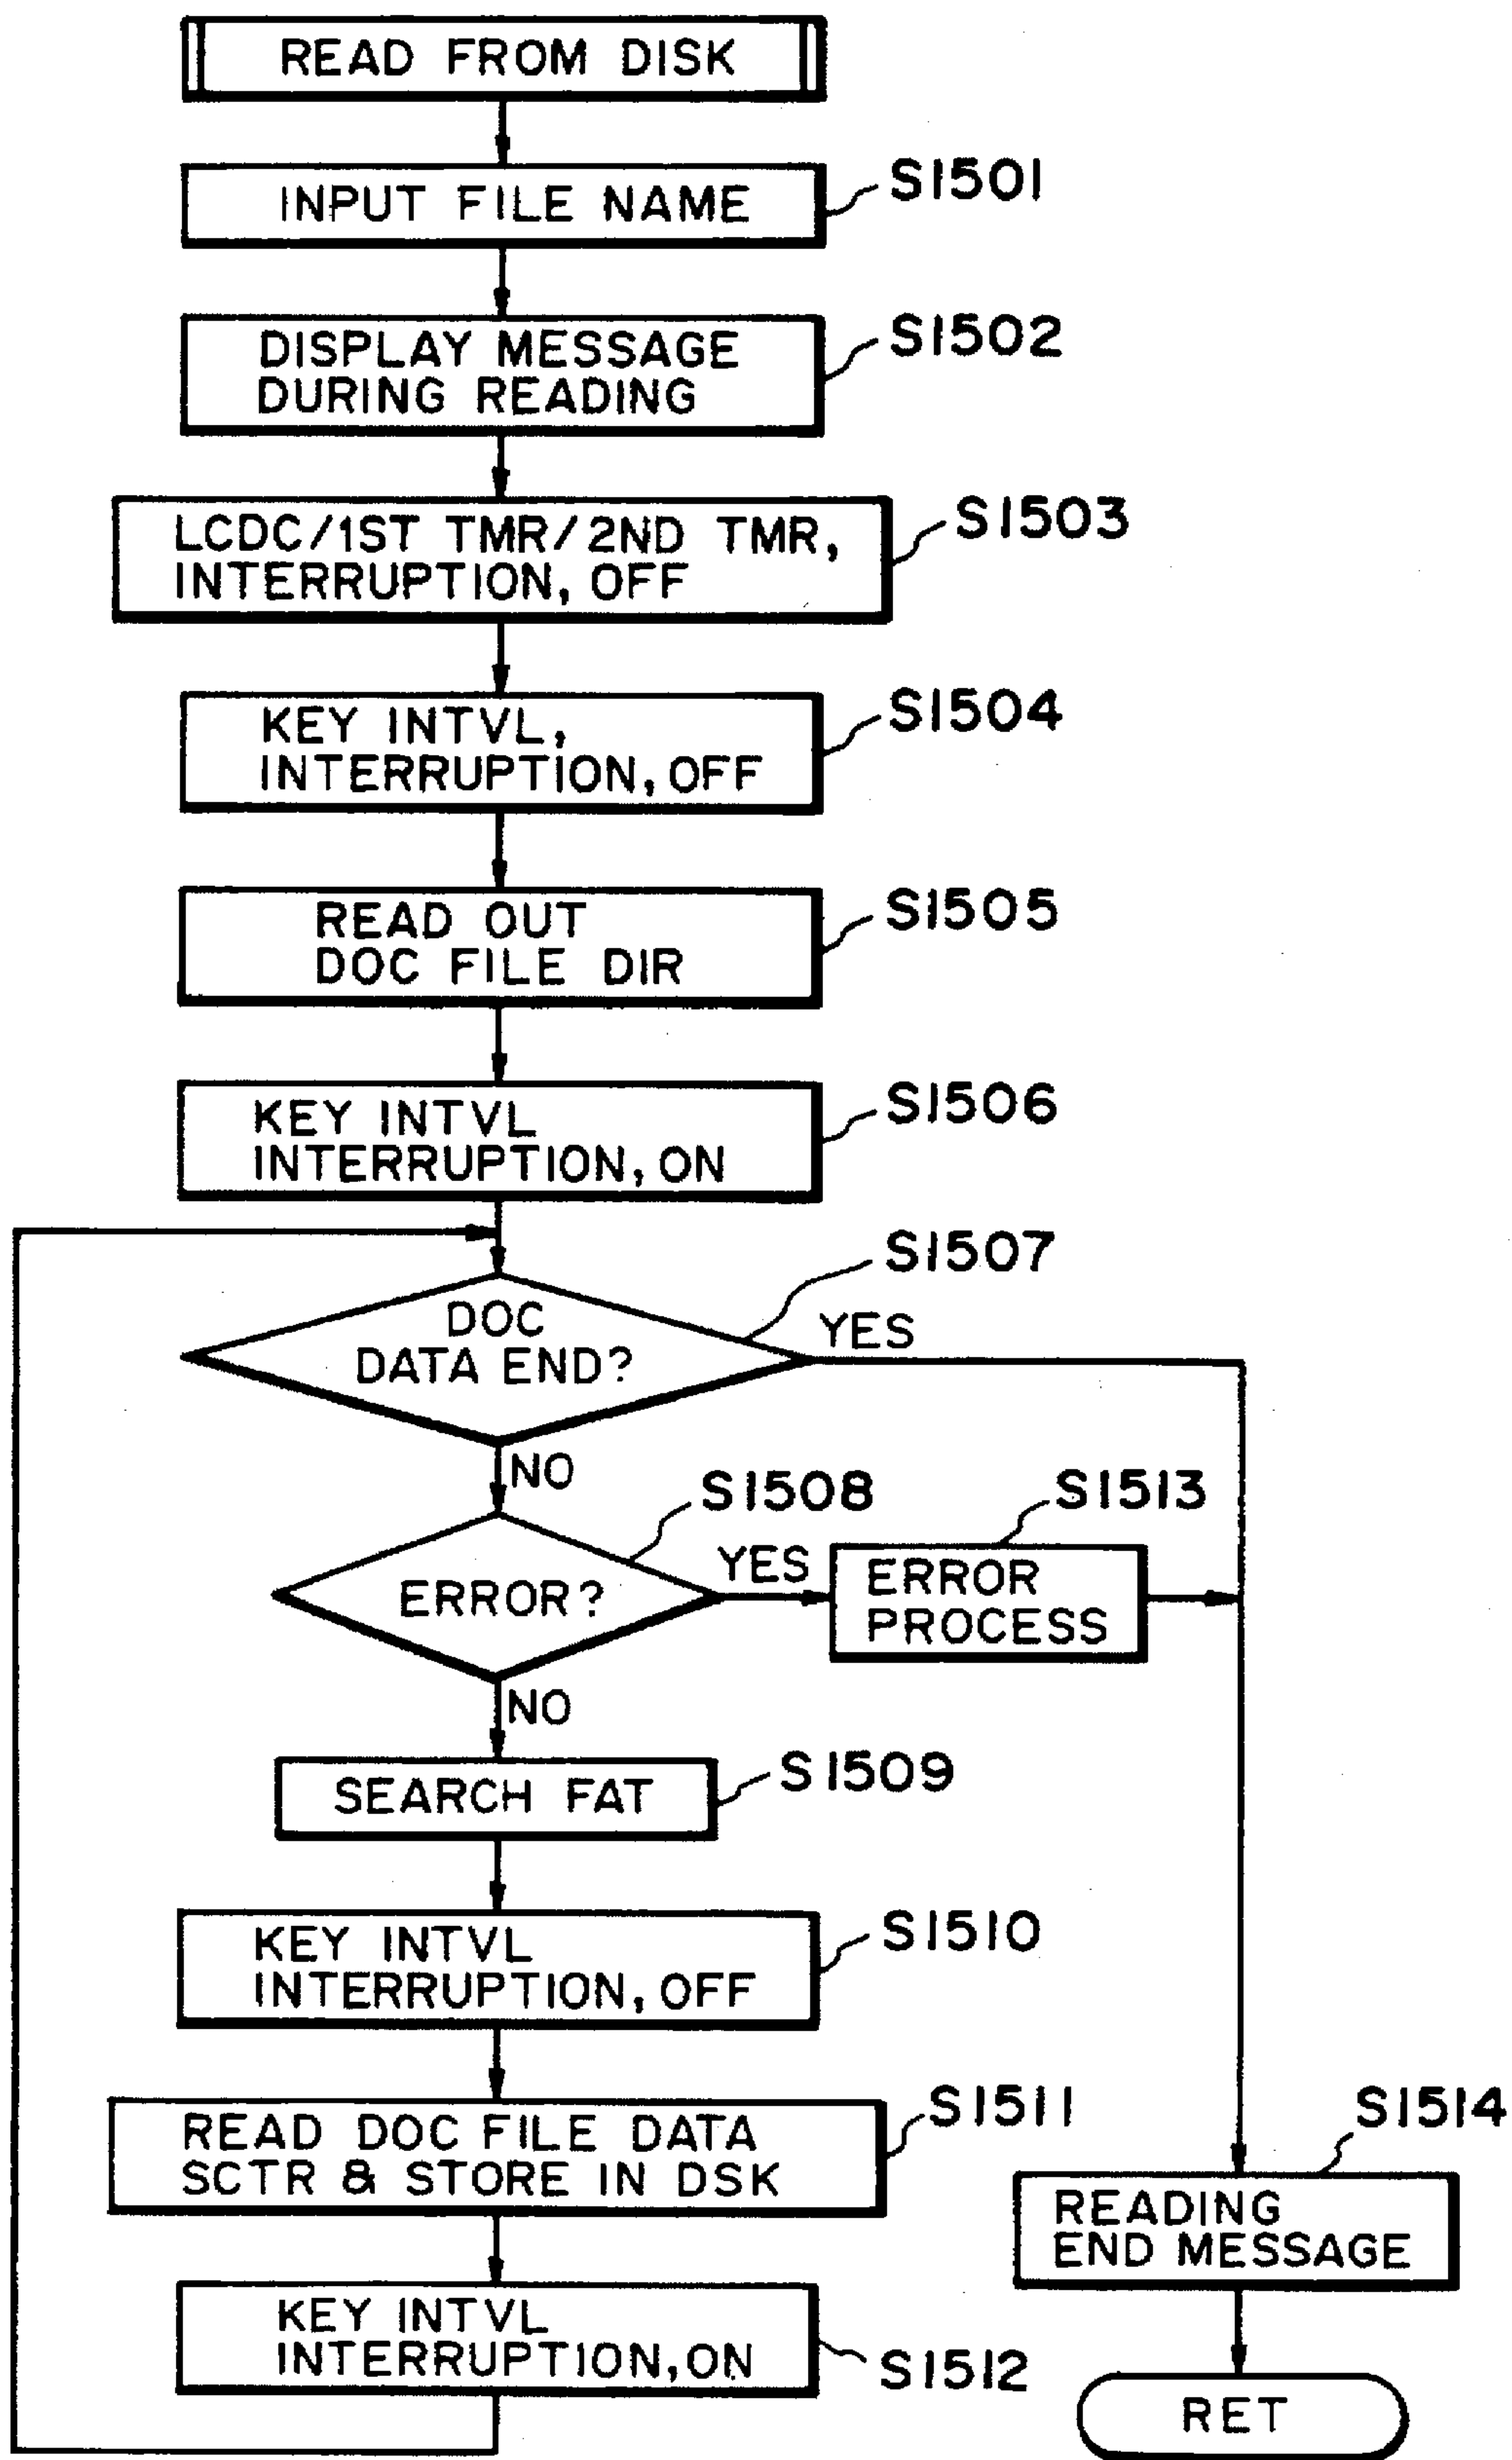 READ FROM DISK
INPUT FILE NAME
S1501
DISPLAY MESSAGE
DURING READING
S1502
LCDC/1ST TMR/2ND TMR,
INTERRUPTION, OFF
S1503
KEY INTVL,
INTERRUPTION, OFF
S1504
READ OUT
DOC FILE DIR
S1505
KEY INTVL
INTERRUPTION, ON
S1506
DOC
DATA END?
S1507
YES
NO
ERROR?
S1508
YES
ERROR
PROCESS
S1513
NO
SEARCH FAT
S1509
KEY INTVL
INTERRUPTION, OFF
S1510
READ DOC FILE DATA
SCTR & STORE IN DSK
S1511
KEY INTVL
INTERRUPTION, ON
S1512
READING
END MESSAGE
S1514
RET